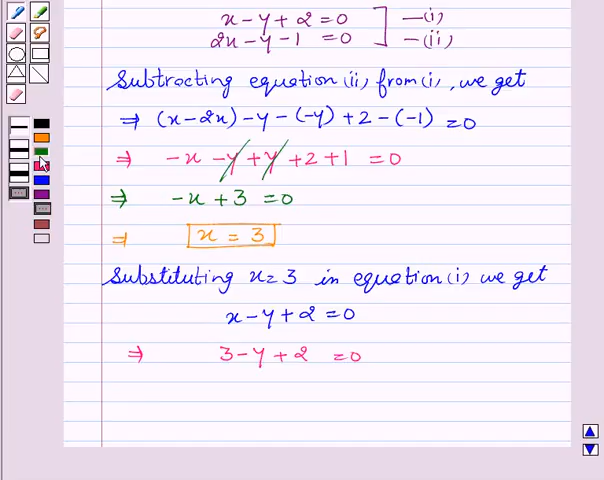 x - y + 2 = 0 ] —(i)
2x - y - 1 = 0 ] —(ii)
Subtracting equation (ii) from (i), we get
⇒ (x - 2x) - y - (-y) + 2 - (-1) = 0
⇒ -x - y + y + 2 + 1 = 0
⇒ -x + 3 = 0
⇒ x = 3
Substituting x = 3 in equation (i) we get
x - y + 2 = 0
⇒ 3 - y + 2 = 0